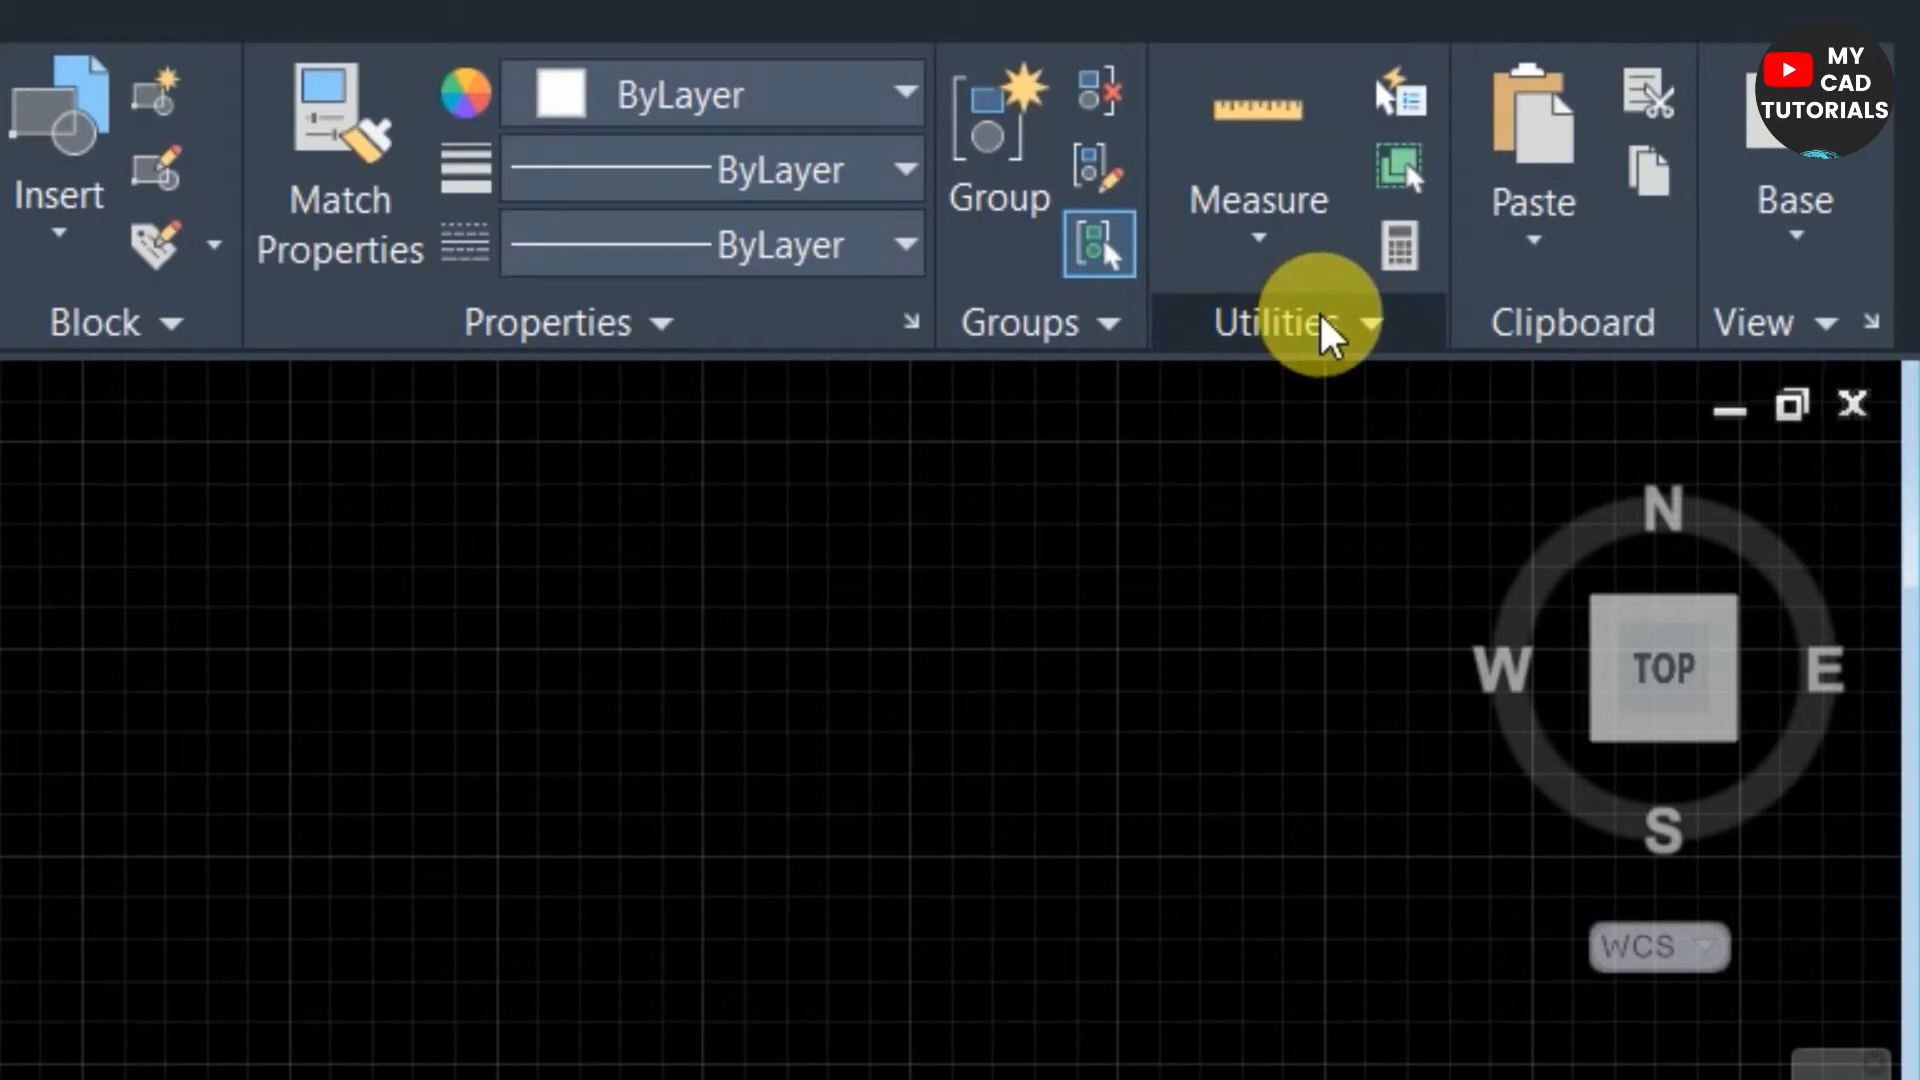 MY
CAD
TUTORIALS
ByLayer
ByLayer
ByLayer
Insert
Match
Properties
Group
Measure
Paste
Base
Block
Properties
Groups
Utilities
Clipboard
View
N
W
TOP
E
S
WCS